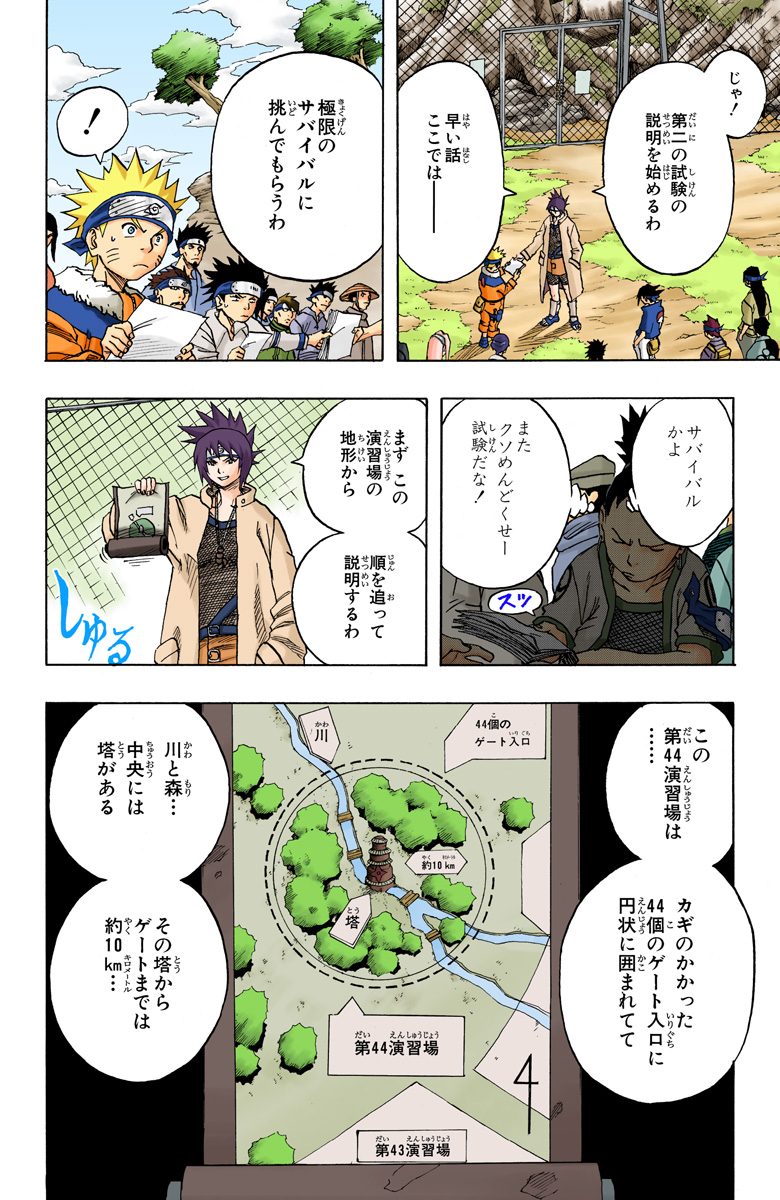 じゃ!
第二の試験の
説明を始めるわ
早い話
ここでは――
極限の
サバイバルに
挑んでもらうわ
!
サバイバル
かよ
また
クソめんどくせー
試験だな!
スッ
まず この
演習場の
地形から
順を追って
説明するわ
しゅる
この
第44演習場は
……
カギのかかった
44個のゲート入口に
円状に囲まれてて
川と森…
中央には
塔がある
その塔から
ゲートまでは
約10km…
44個の
ゲート入口
川
約10km
塔
第44演習場
4
第43演習場